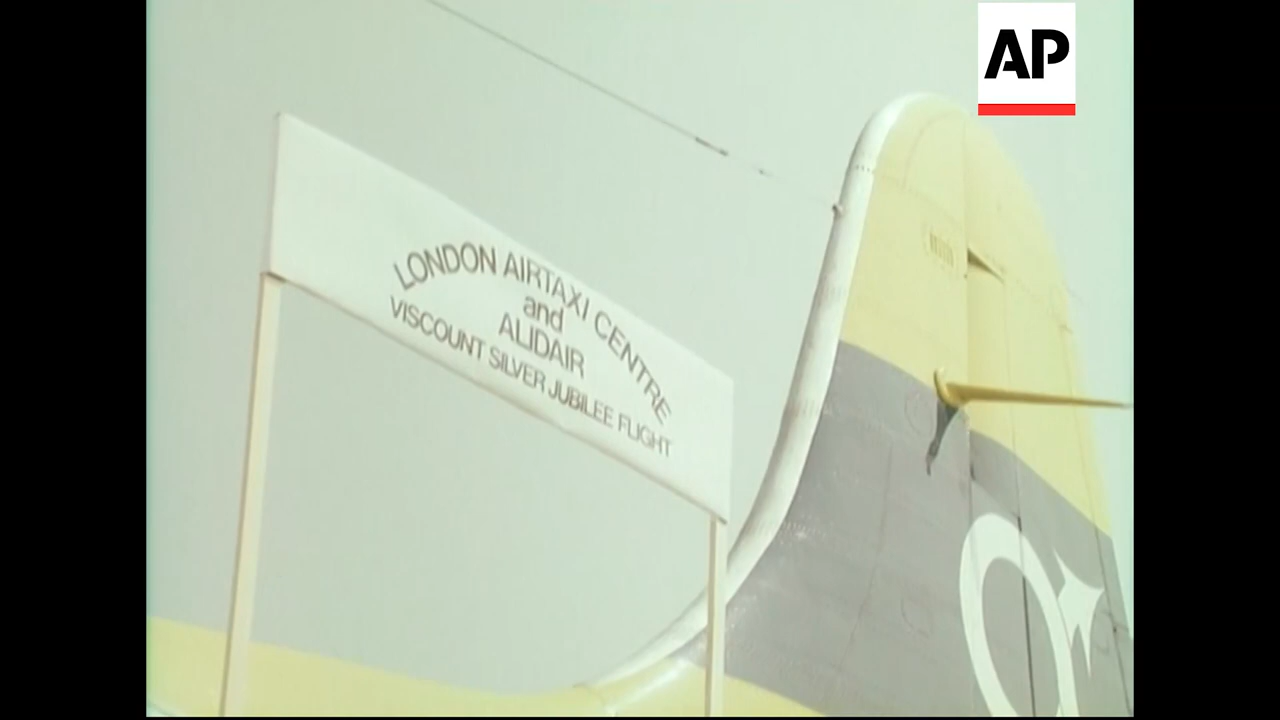 AP
LONDON AIRTAXI CENTRE
and
ALIDAIR
VISCOUNT SILVER JUBILEE FLIGHT